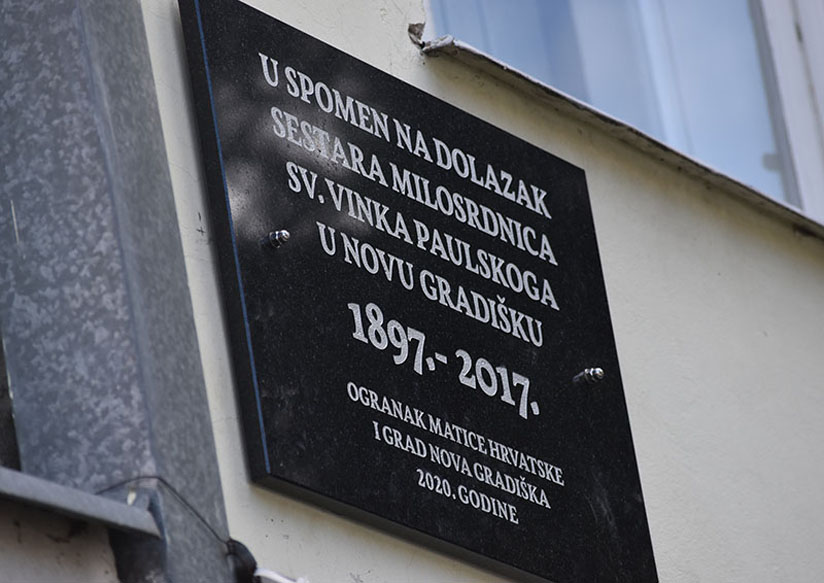 U SPOMEN NA DOLAZAK
SESTARA MILOSRDNICA
SV. VINKA PAULSKOGA
U NOVU GRADIŠKU
1897.- 2017.
OGRANAK MATICE HRVATSKE
I GRAD NOVA GRADIŠKA
2020. GODINE